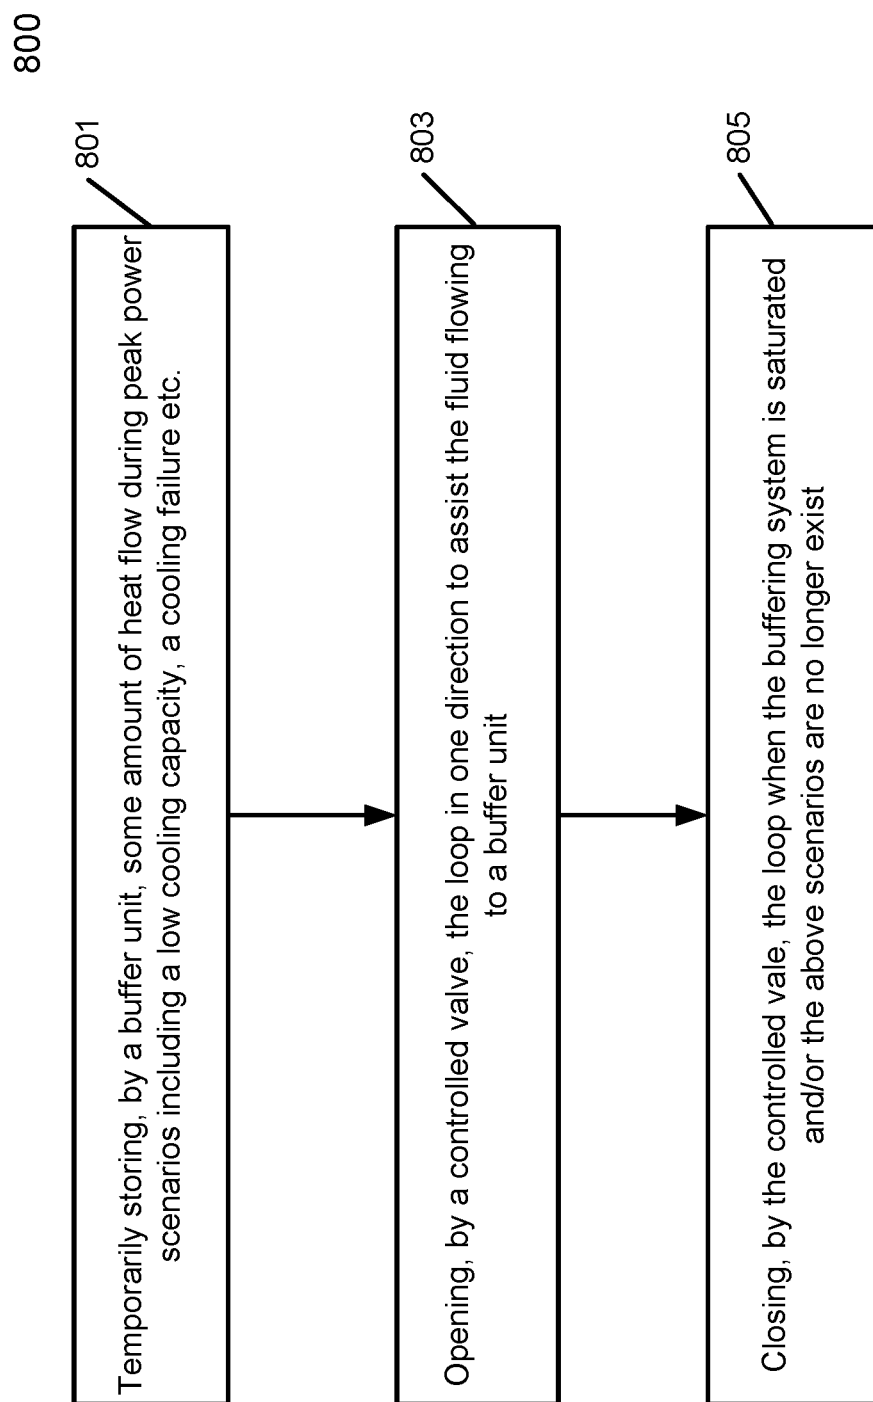 800
801
Temporarily storing, by a buffer unit, some amount of heat flow during peak power
scenarios including a low cooling capacity, a cooling failure etc.
803
Opening, by a controlled valve, the loop in one direction to assist the fluid flowing
to a buffer unit
805
Closing, by the controlled vale, the loop when the buffering system is saturated
and/or the above scenarios are no longer exist